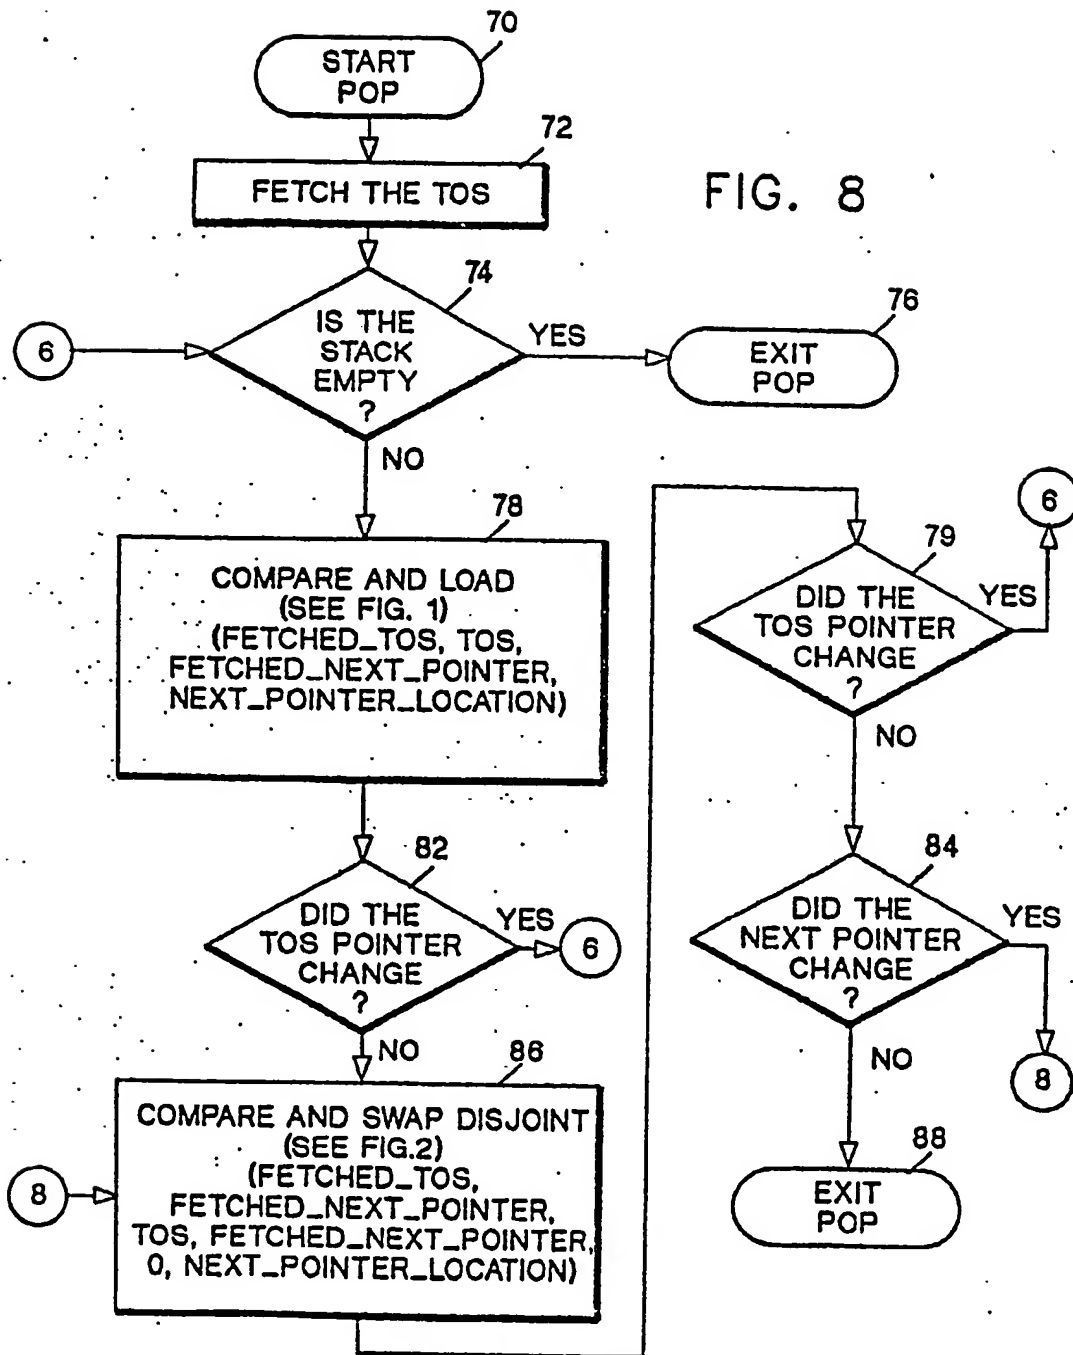 70
START
POP
72
FETCH THE TOS
FIG. 8
74
IS THE
STACK
EMPTY
?
6
YES
76
EXIT
POP
NO
78
COMPARE AND LOAD
(SEE FIG. 1)
(FETCHED_TOS, TOS,
FETCHED_NEXT_POINTER,
NEXT_POINTER_LOCATION)
82
DID THE
TOS POINTER
CHANGE
?
YES
6
NO
86
COMPARE AND SWAP DISJOINT
(SEE FIG.2)
(FETCHED_TOS,
FETCHED_NEXT_POINTER,
TOS, FETCHED_NEXT_POINTER,
0, NEXT_POINTER_LOCATION)
8
6
79
DID THE
TOS POINTER
CHANGE
?
YES
NO
84
DID THE
NEXT POINTER
CHANGE
?
YES
8
NO
88
EXIT
POP